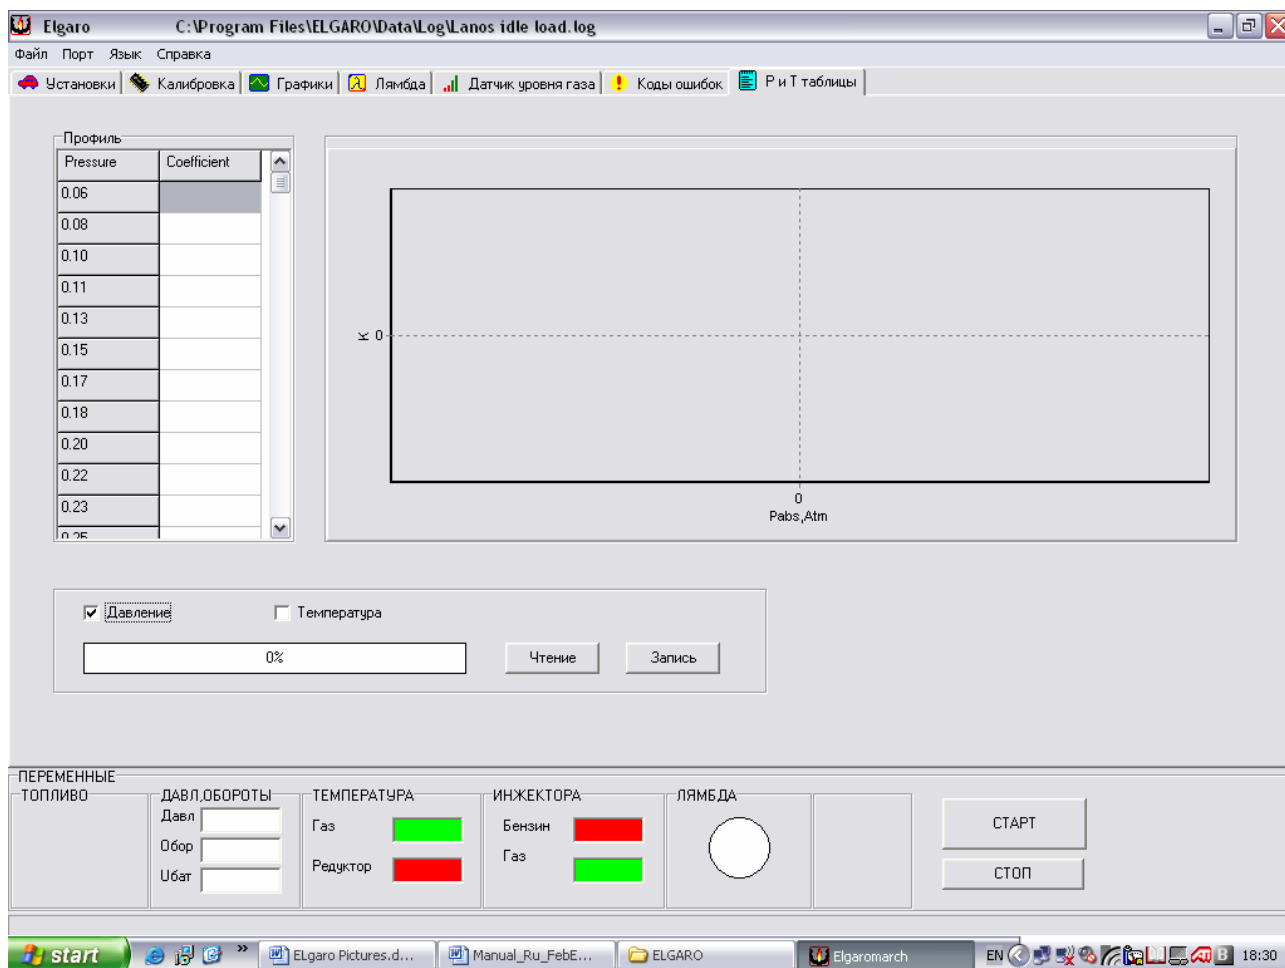 Elgaro C:\Program Files\ELGARO\Data\Log\Lanos idle load.log
Файл Порт Язык Справка
Установки Калибровка Графики λ Лямбда Датчик уровня газа Коды ошибок Р и Т таблицы
Профиль
Pressure Coefficient
0.06
0.08
0.10
0.11
0.13
0.15
0.17
0.18
0.20
0.22
0.23
0.25
K 0
0
Pabs,Atm
Давление Температура
0% Чтение Запись
ПЕРЕМЕННЫЕ
ТОПЛИВО ДАВЛ,ОБОРОТЫ ТЕМПЕРАТУРА ИНЖЕКТОРА ЛЯМБДА
Давл Газ Бензин СТАРТ
Обор Газ
Uбат Редуктор СТОП
start » ELgaro Pictures.d... Manual_Ru_FebE... ELGARO Elgaromarch EN B 18:30